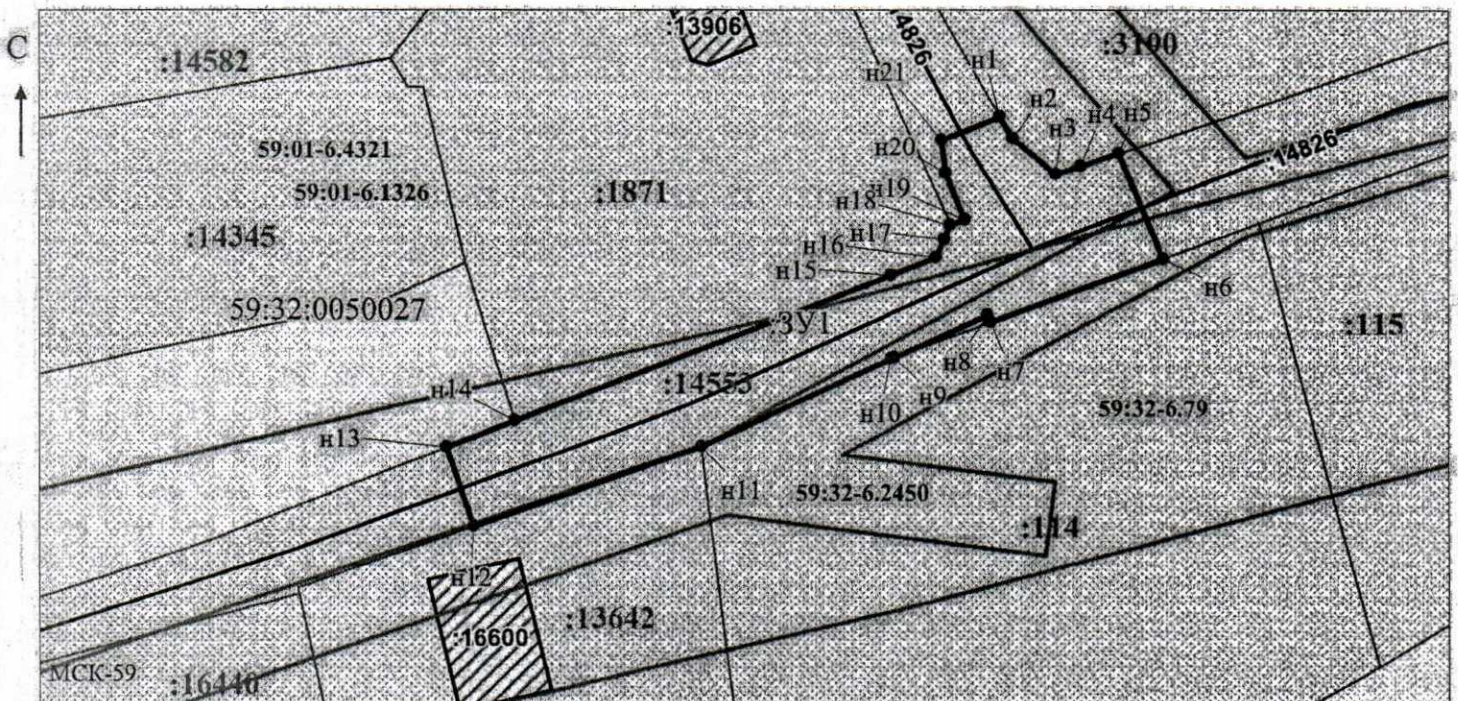 С
:13906
:14582
:3100
14826
н21
н1
н2
н3
н4
н5
59:01-6.4321
:14826
н20
59:01-6.1326
:1871
н19
н18
:14345
н17
н16
н15
н6
59:32:0050027
:ЗУ1
:115
н8
н7
:14553
н14
н9
н10
59:32-6.79
н13
н11
59:32-6.2450
:114
н12
:13642
:16600
МСК-59
:16440